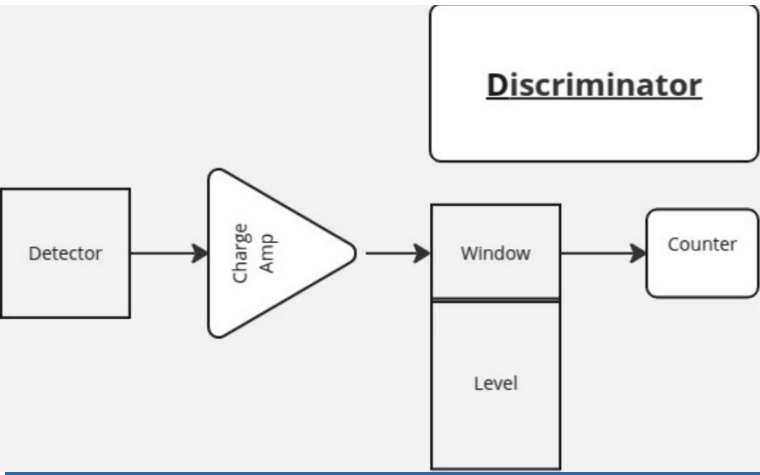 Discriminator
Detector
Charge
Amp
Window
Counter
Level